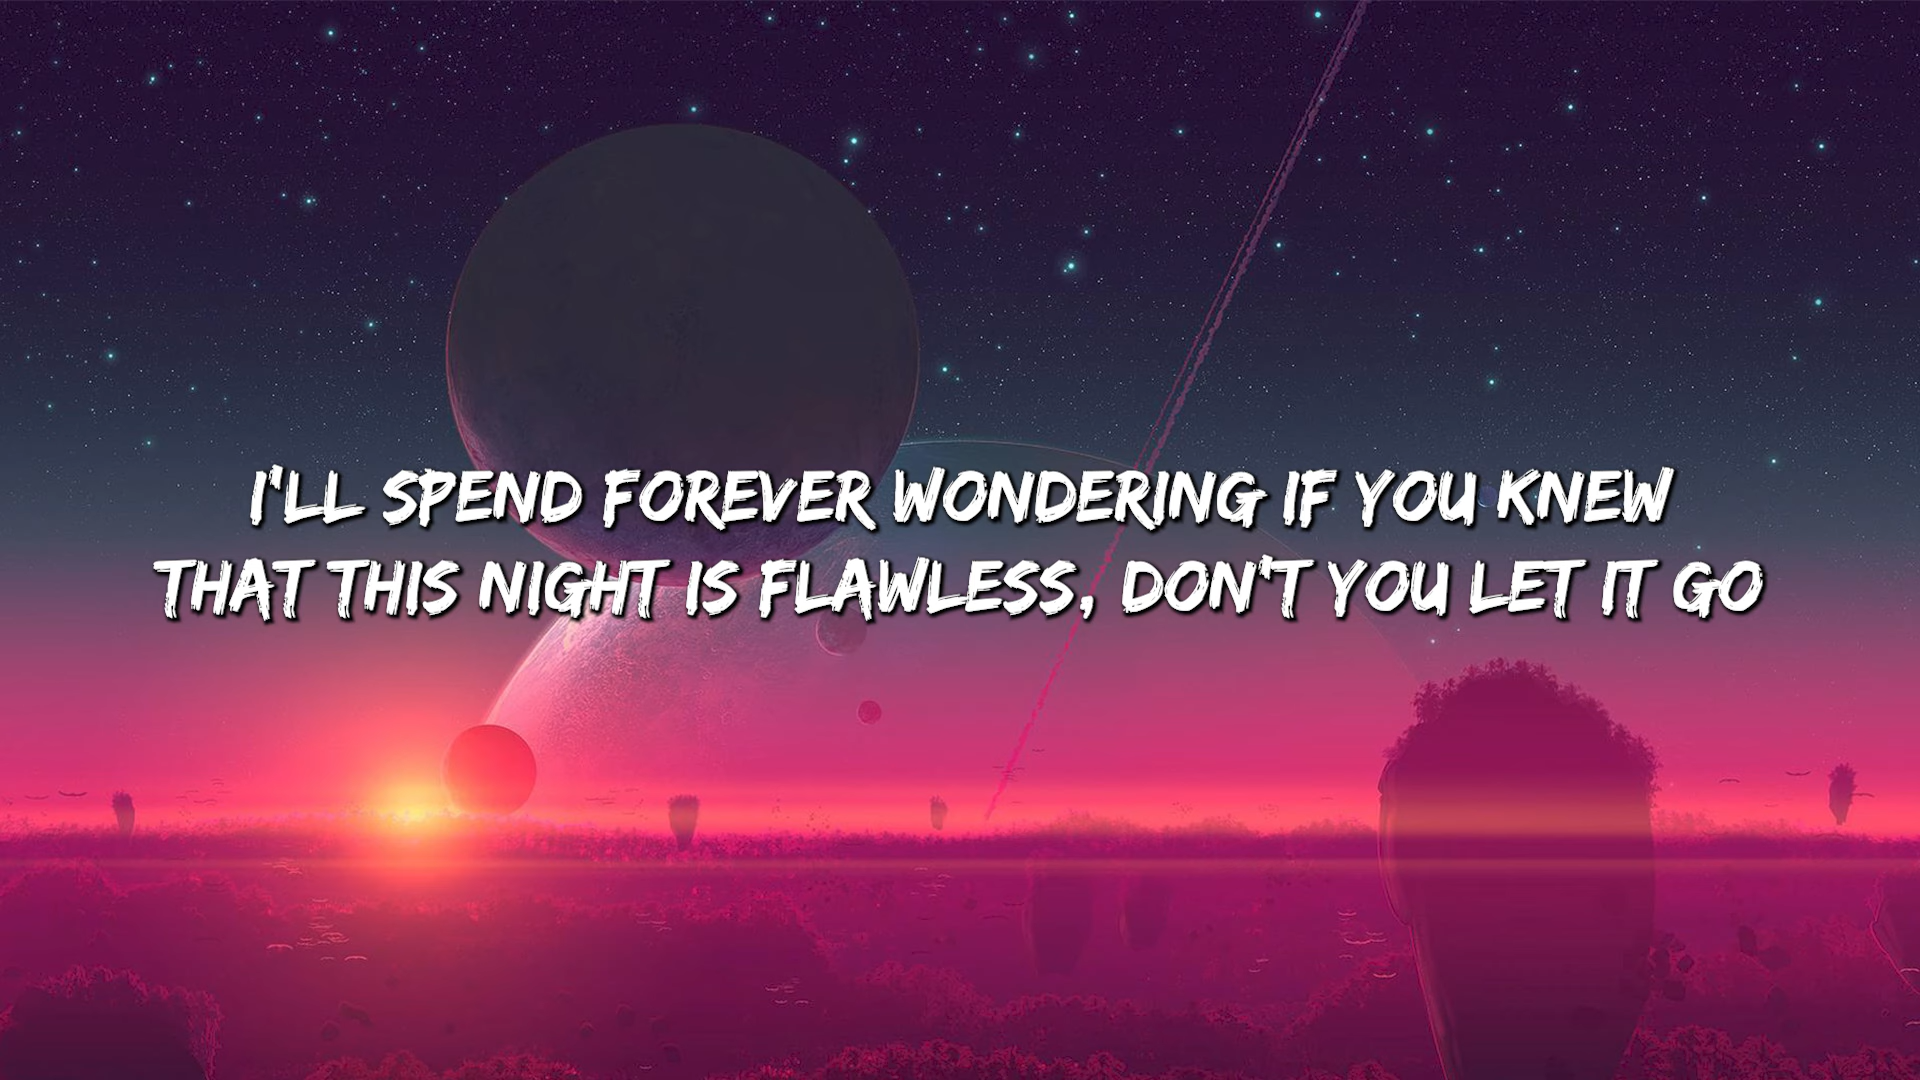 I'LL SPEND FOREVER WONDERING IF YOU KNEW
THAT THIS NIGHT IS FLAWLESS, DON'T YOU LET IT GO